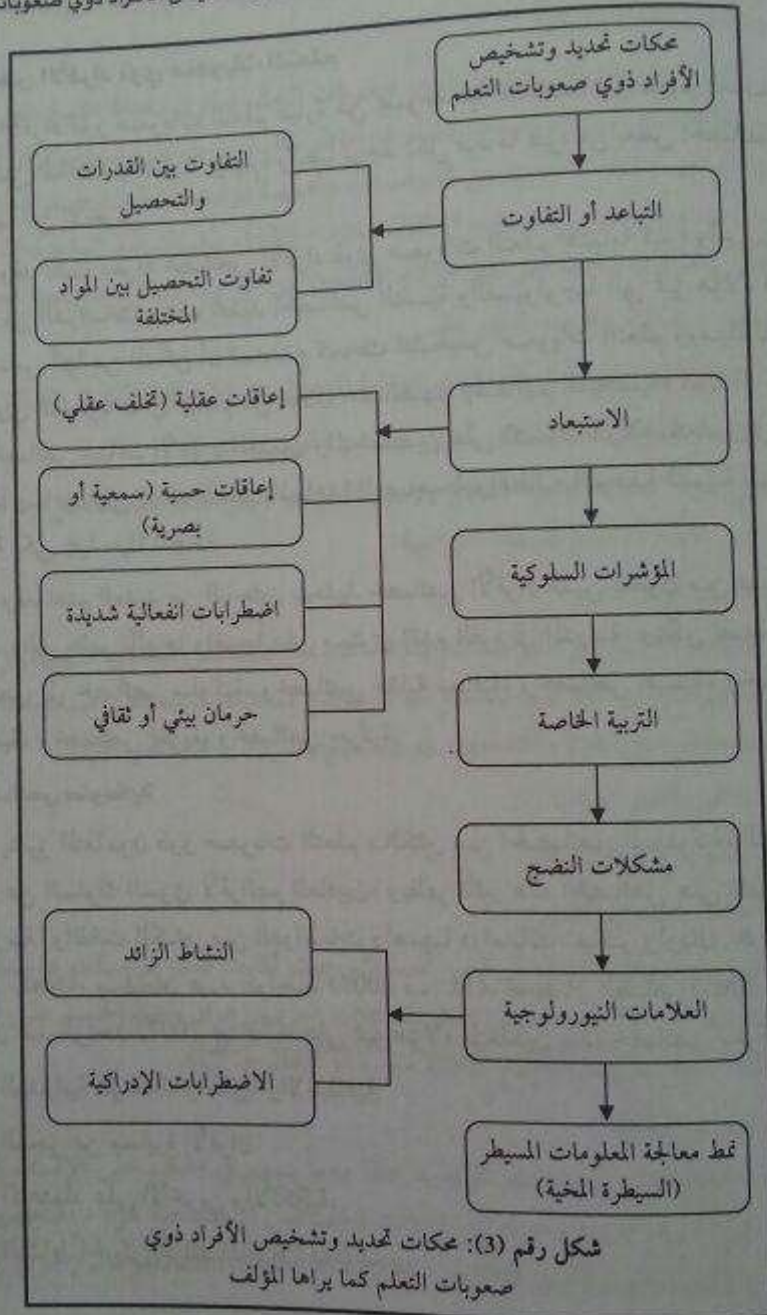 الأفراد ذوي صعوبات
محكات تحديد وتشخيص
الأفراد ذوي صعوبات التعلم
التباعد أو التفاوت
التفاوت بين القدرات
والتحصيل
تفاوت التحصيل بين المواد
المختلفة
الاستبعاد
إعاقات عقلية (تخلف عقلي)
إعاقات حسية (سمعية أو
بصرية)
اضطرابات انفعالية شديدة
حرمان بيئي أو ثقافي
المؤشرات السلوكية
التربية الخاصة
مشكلات النضج
العلامات النيورولوجية
النشاط الزائد
الاضطرابات الإدراكية
نمط معالجة المعلومات المسيطر
(السيطرة المخية)
شكل رقم (3): محكات تحديد وتشخيص الأفراد ذوي
صعوبات التعلم كما يراها المؤلف